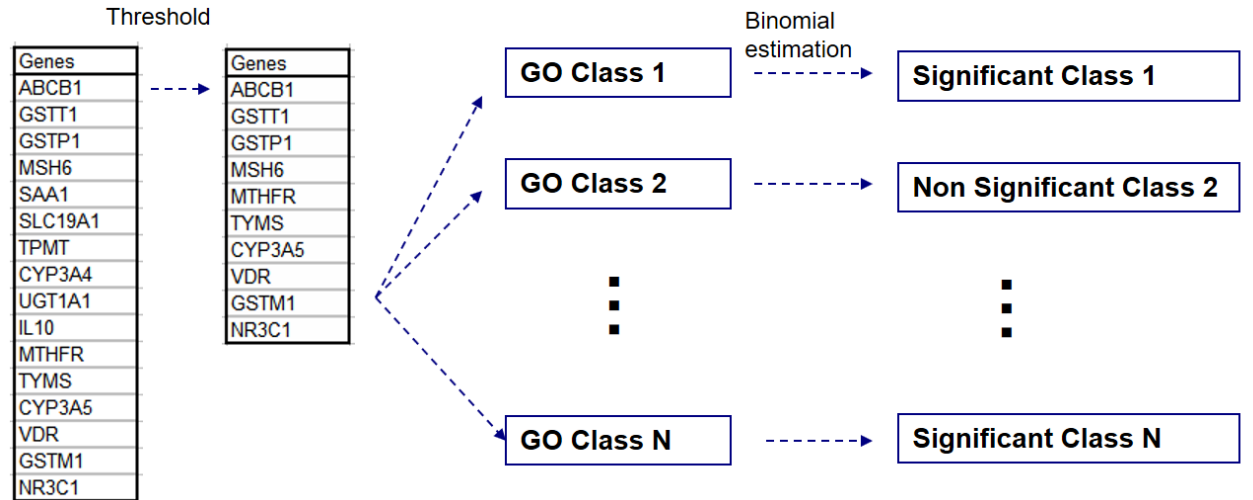 Threshold
Genes
ABCB1
GSTT1
GSTP1
MSH6
SAA1
SLC19A1
TPMT
CYP3A4
UGT1A1
IL10
MTHFR
TYMS
CYP3A5
VDR
GSTM1
NR3C1
Genes
ABCB1
GSTT1
GSTP1
MSH6
MTHFR
TYMS
CYP3A5
VDR
GSTM1
NR3C1
GO Class 1
GO Class 2
GO Class N
Binomial
estimation
Significant Class 1
Non Significant Class 2
Significant Class N